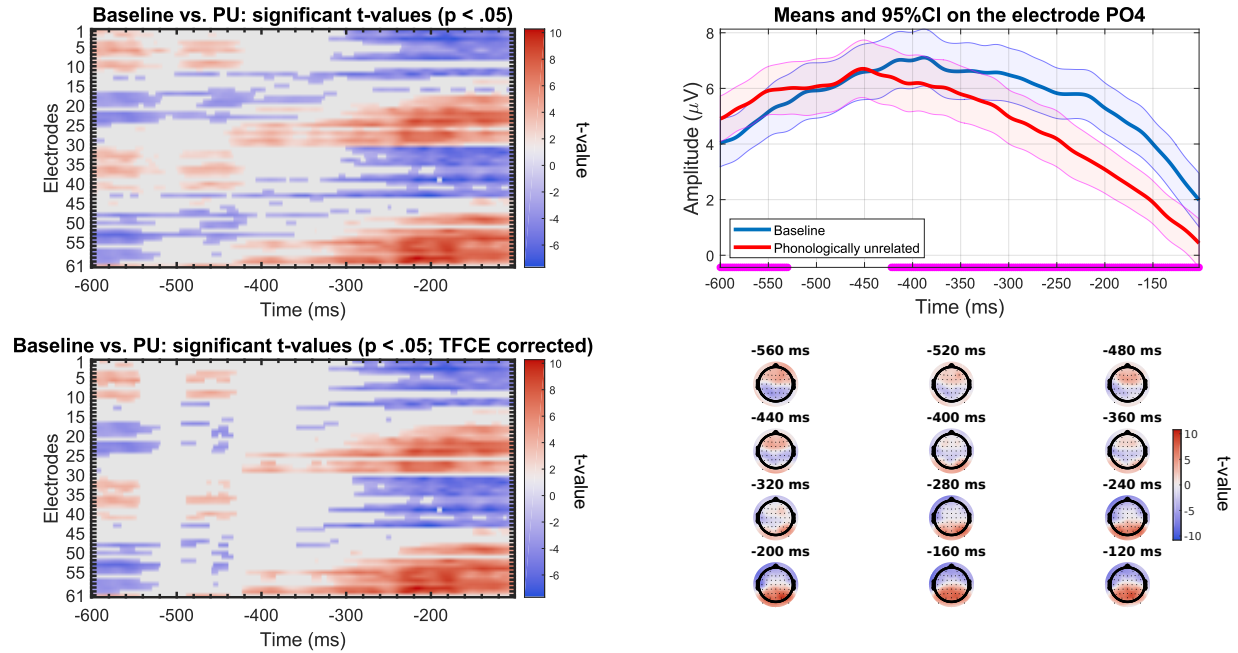 Baseline vs. PU: significant t-values (p < .05)
1
5
10
15
20
25
30
35
40
45
50
55
61
Electrodes
-600
-500
-400
-300
-200
Time (ms)
10
8
6
4
2
0
-2
-4
-6
t-value
Means and 95%CI on the electrode PO4
8
6
4
2
0
Amplitude (μV)
Baseline
Phonologically unrelated
-600
-550
-500
-450
-400
-350
-300
-250
-200
-150
Time (ms)
Baseline vs. PU: significant t-values (p < .05; TFCE corrected)
1
5
10
15
20
25
30
35
40
45
50
55
61
Electrodes
-600
-500
-400
-300
-200
Time (ms)
10
8
6
4
2
0
-2
-4
-6
t-value
-560 ms
-520 ms
-480 ms
-440 ms
-400 ms
-360 ms
-320 ms
-280 ms
-240 ms
-200 ms
-160 ms
-120 ms
10
5
0
-5
-10
t-value